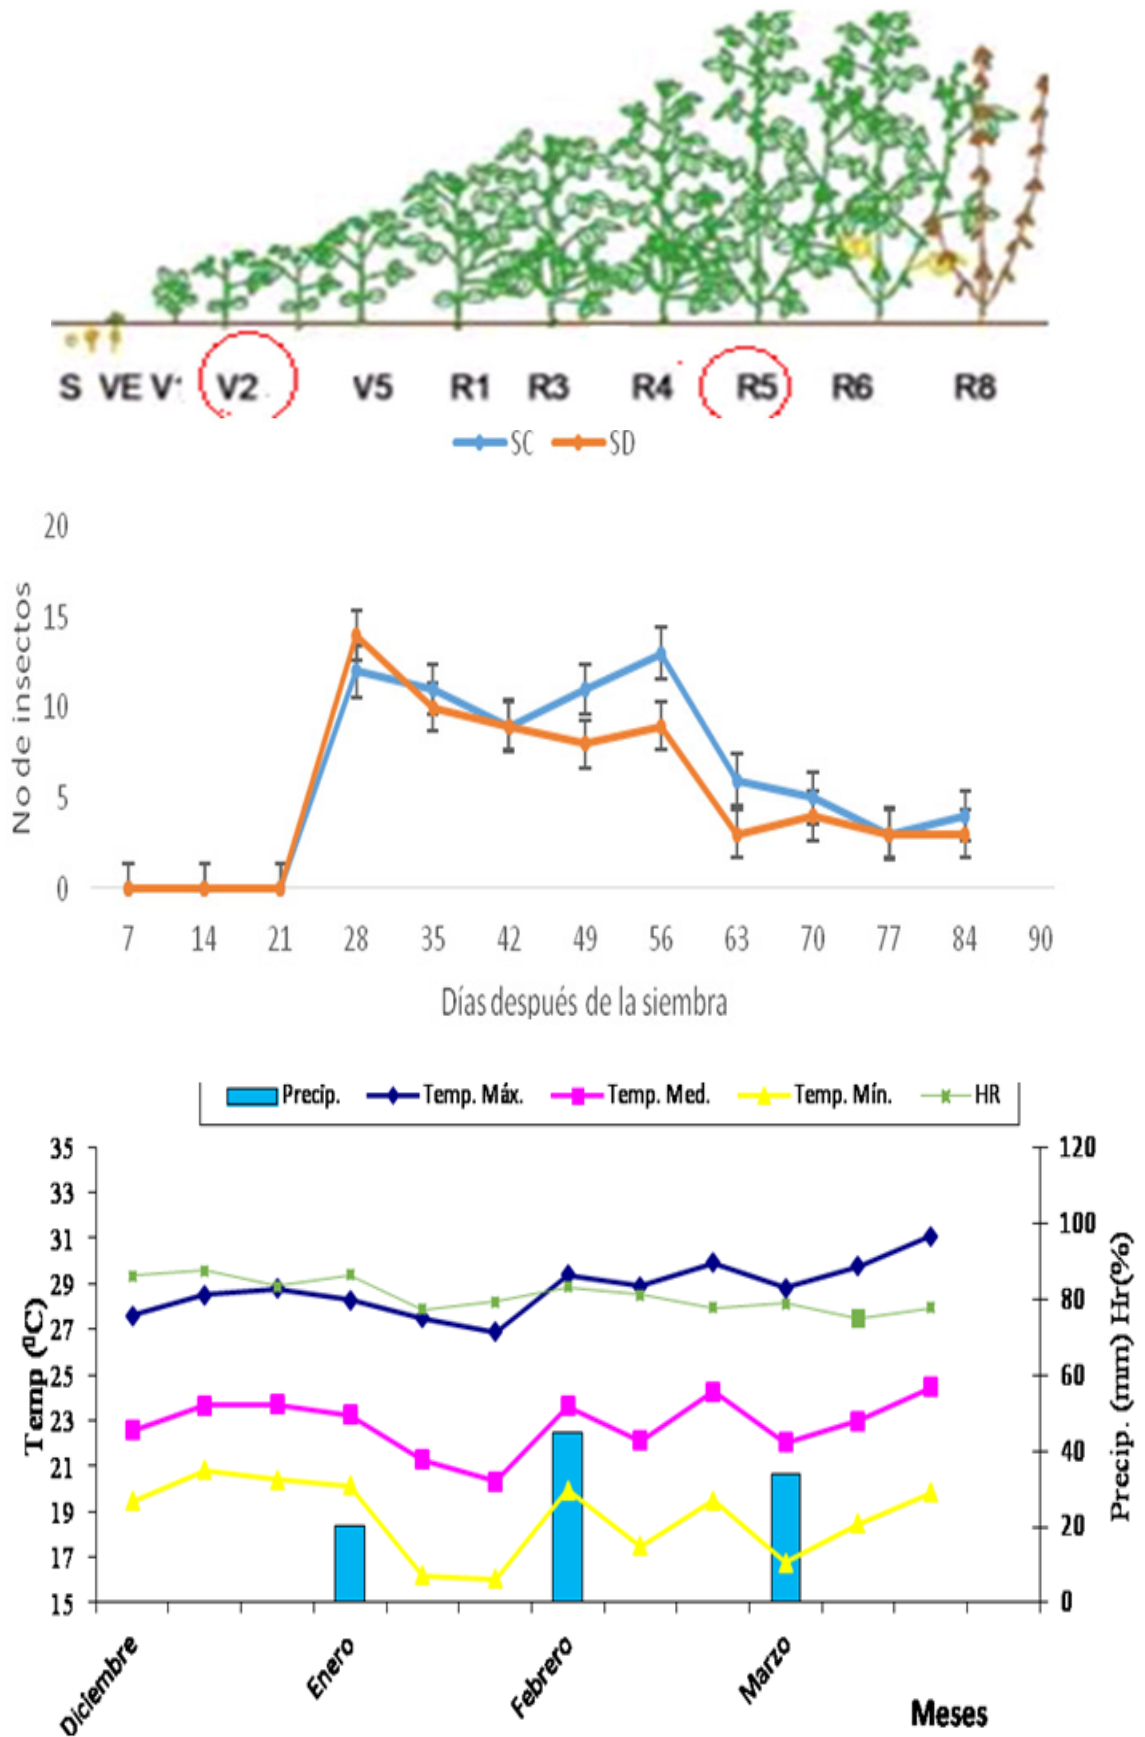 S VE V1 V2 V5 R1 R3 R4 R5 R6 R8
SC SD
20
15
10
5
0
No de insectos
7 14 21 28 35 42 49 56 63 70 77 84 90
Días después de la siembra
Precip. Temp. Máx. Temp. Med. Temp. Mín. HR
35
33
31
29
27
25
23
21
19
17
15
Temp (ºC)
120
100
80
60
40
20
0
Precip. (mm) Hr(%)
Diciembre Enero Febrero Marzo
Meses